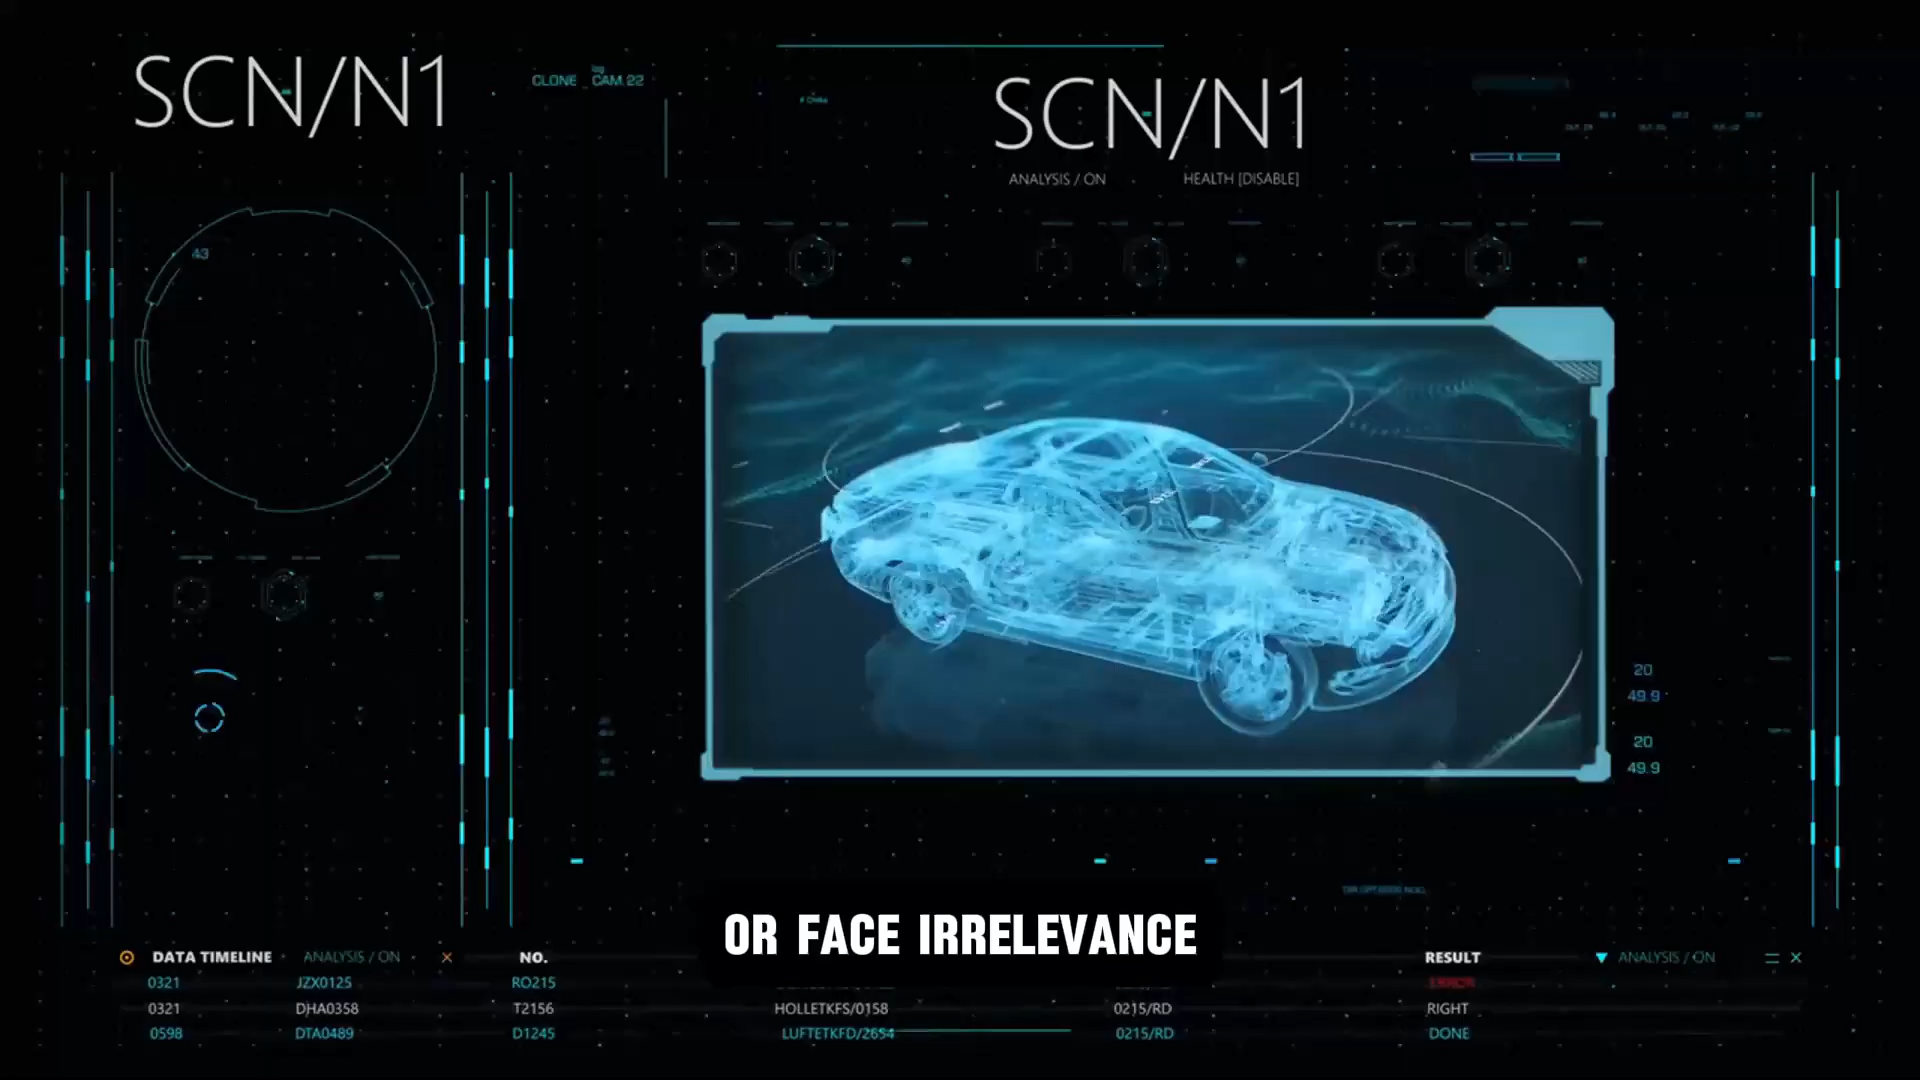 SCN/N1
CLONE CAM 22
SCN/N1
ANALYSIS / ON
HEALTH [DISABLE]
43
20
49.9
20
49.9
OR FACE IRRELEVANCE
DATA TIMELINE ANALYSIS / ON NO. RESULT ANALYSIS / ON
0321 JZX0125 RO215 ERROR
0321 DHA0358 T2156 HOLLETKFS/0158 0215/RD RIGHT
0598 DTA0489 D1245 LUFTETKFD/2654 0215/RD DONE